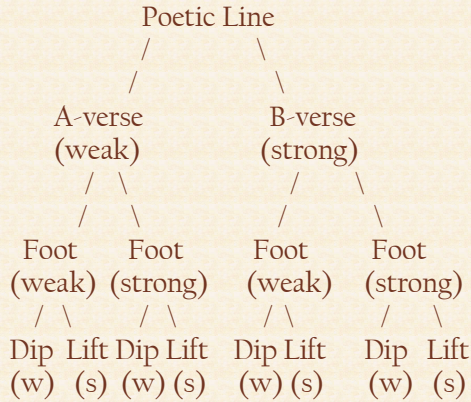 Poetic Line
A-verse B-verse
(weak) (strong)
Foot Foot Foot Foot
(weak) (strong) (weak) (strong)
Dip Lift Dip Lift Dip Lift Dip Lift
(w) (s) (w) (s) (w) (s) (w) (s)